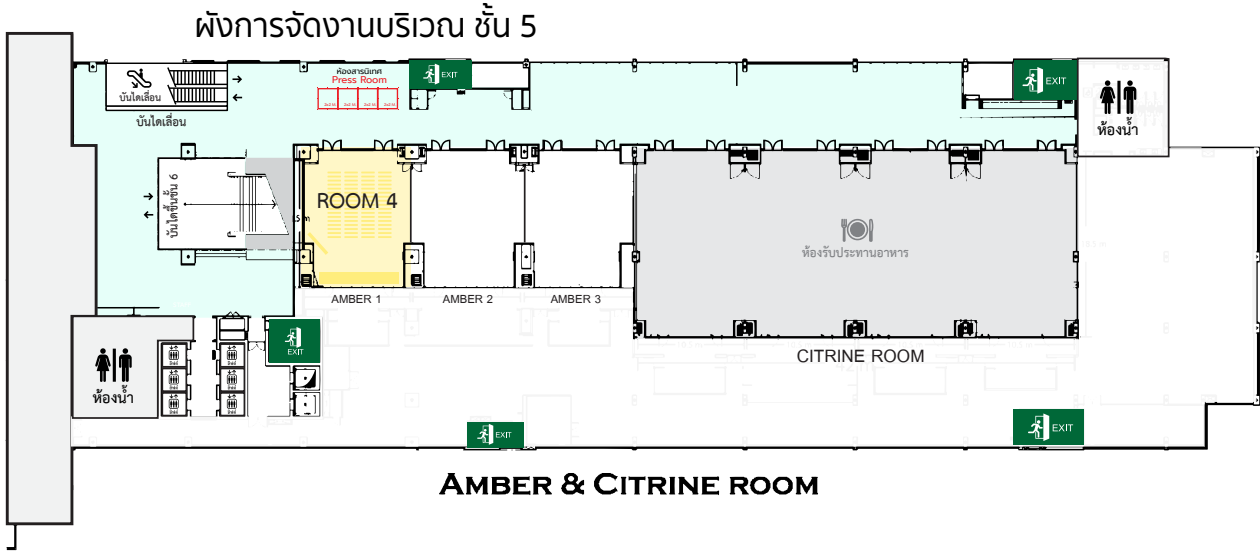 ผังการจัดงานบริเวณ ชั้น 5
ห้องสารนิเทศ
Press Room
EXIT
EXIT
บันไดเลื่อน
บันไดเลื่อน
ห้องน้ำ
บันไดขึ้นชั้น 6
ROOM 4
ห้องรับประทานอาหาร
AMBER 1
AMBER 2
AMBER 3
EXIT
CITRINE ROOM
ห้องน้ำ
EXIT
EXIT
AMBER & CITRINE ROOM